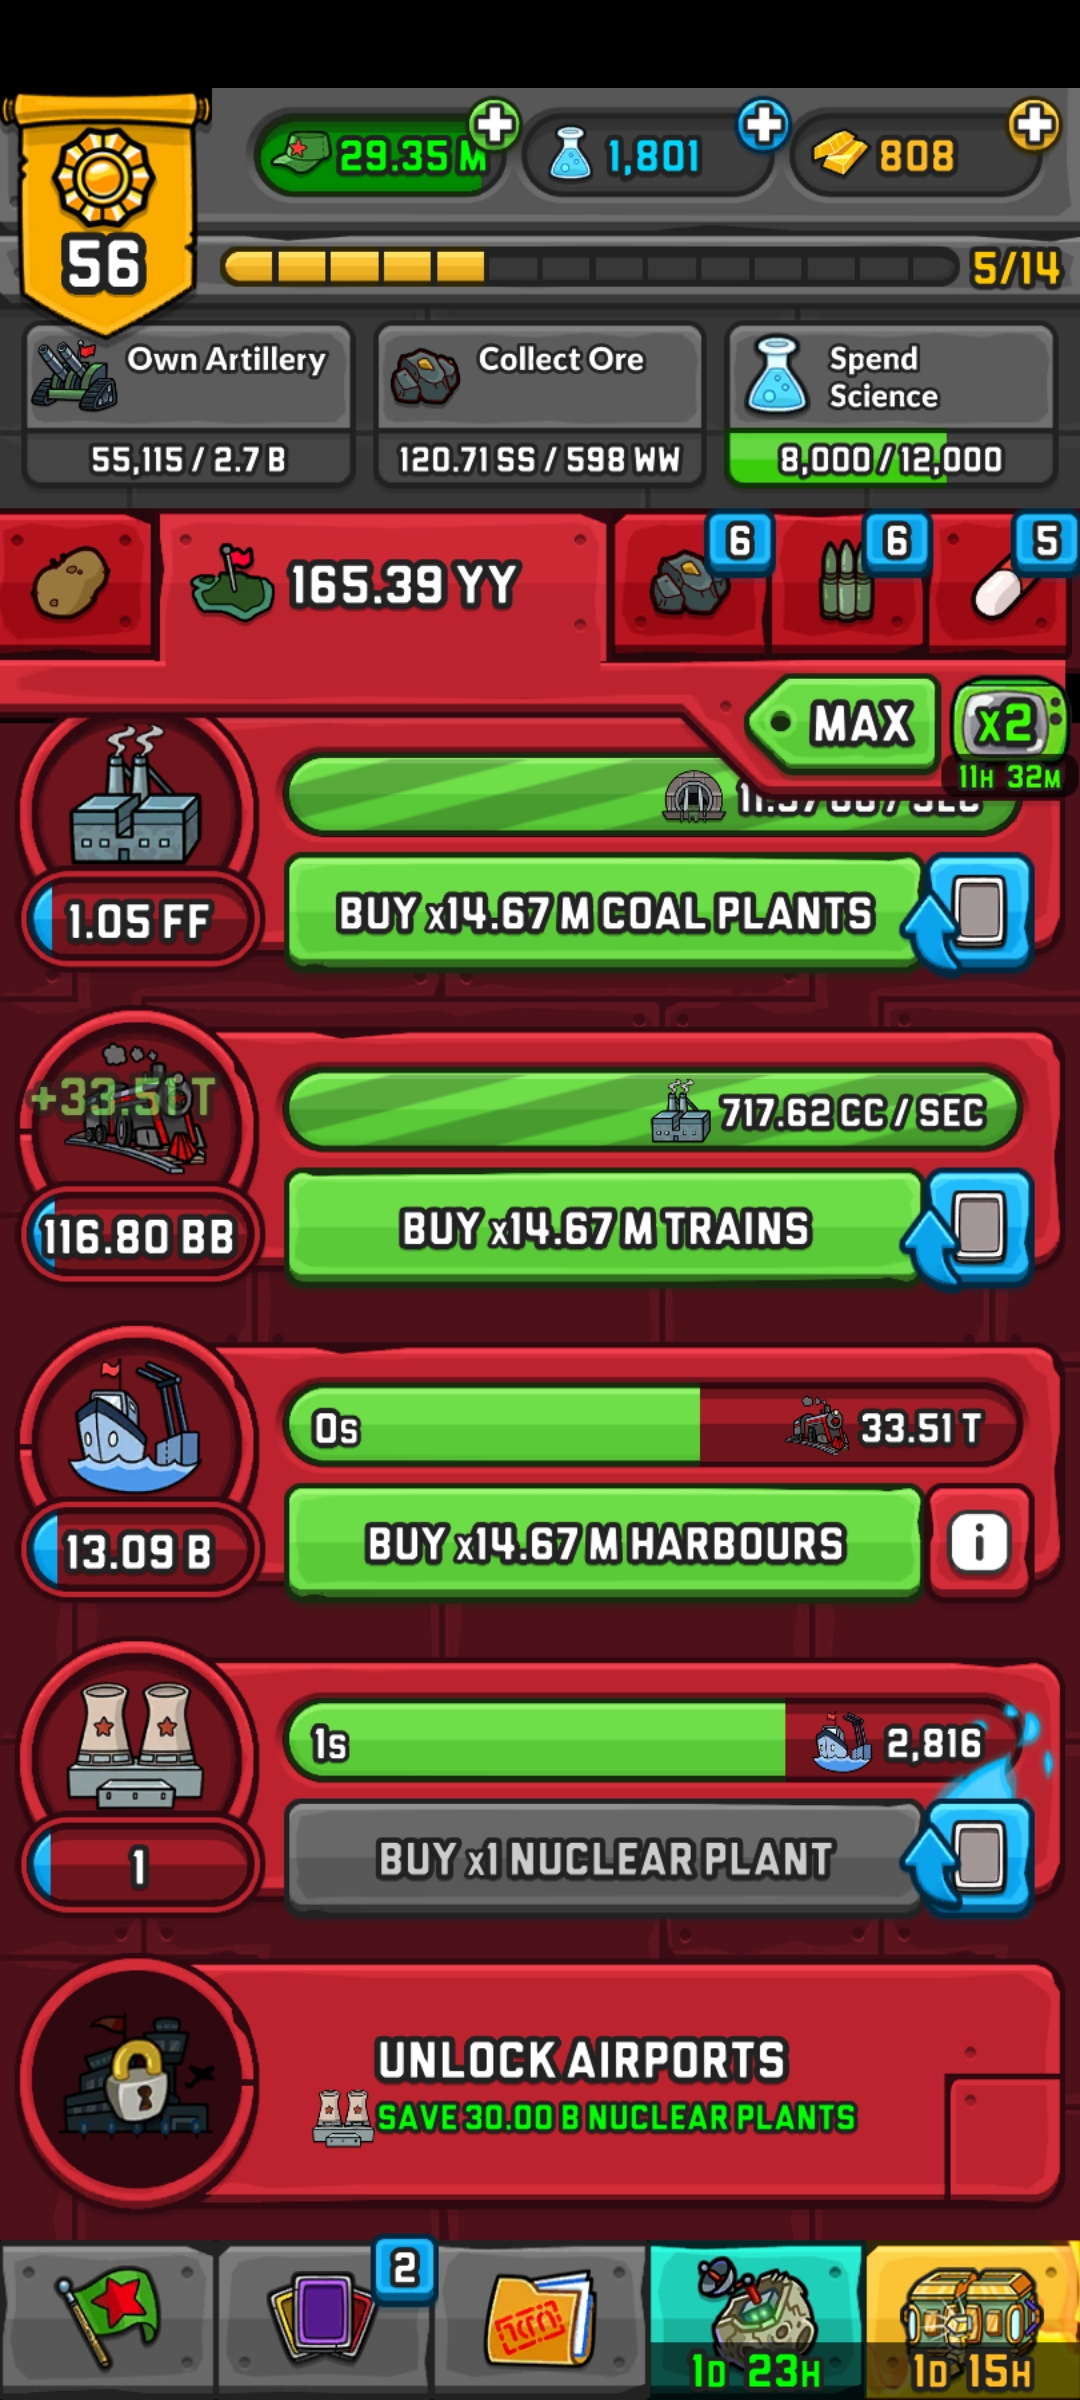 29.35 M
1,801
808
56
5/14
Own Artillery
55,115 / 2.7 B
Collect Ore
120.71 SS / 598 WW
Spend
Science
8,000 / 12,000
165.39 YY
6
6
5
MAX
x2
11H 32M
1.05 FF
BUY x14.67 M COAL PLANTS
+33.51 T
717.62 CC / SEC
116.80 BB
BUY x14.67 M TRAINS
0s
33.51 T
13.09 B
BUY x14.67 M HARBOURS
i
1s
2,816
1
BUY x1 NUCLEAR PLANT
UNLOCK AIRPORTS
SAVE 30.00 B NUCLEAR PLANTS
2
1D 23H
1D 15H